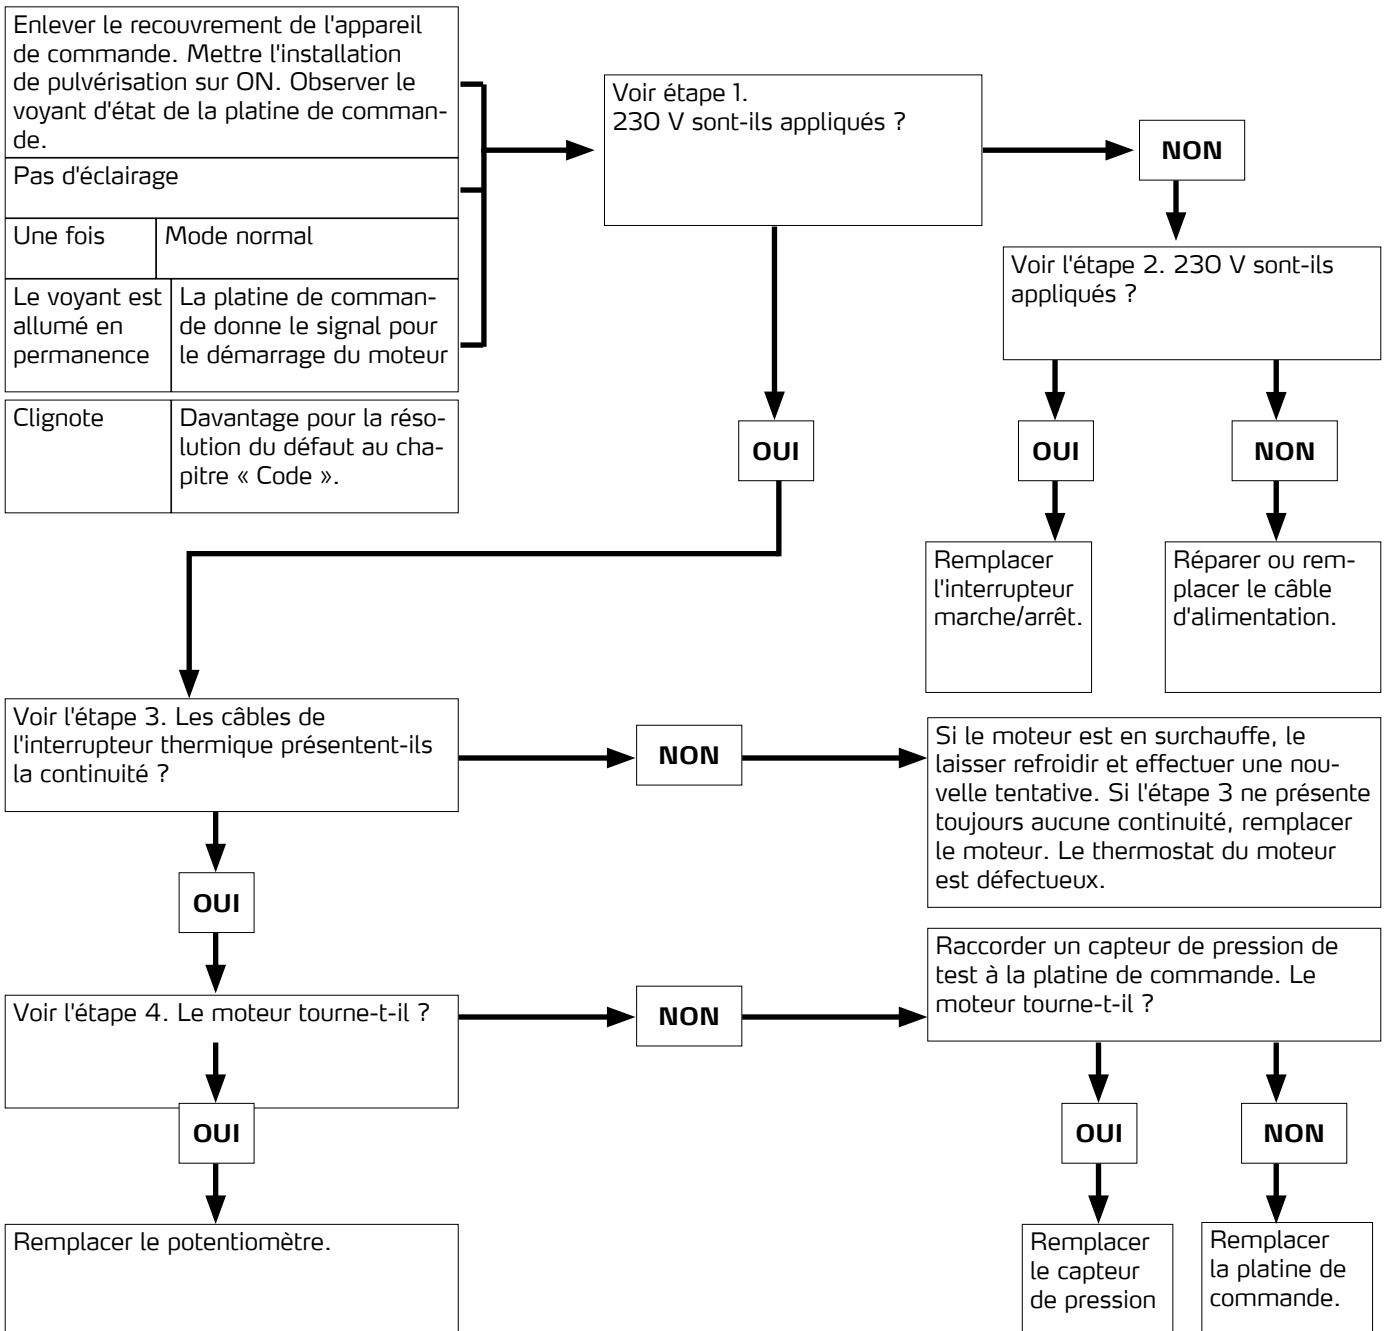 Enlever le recouvrement de l'appareil
de commande. Mettre l'installation
de pulvérisation sur ON. Observer le
voyant d'état de la platine de comman-
de.
Pas d'éclairage
Une fois
Mode normal
Le voyant est
allumé en
permanence
La platine de comman-
de donne le signal pour
le démarrage du moteur
Clignote
Davantage pour la réso-
lution du défaut au cha-
pitre « Code ».
Voir étape 1.
230 V sont-ils appliqués ?
NON
Voir l'étape 2. 230 V sont-ils
appliqués ?
OUI
OUI
NON
Remplacer
l'interrupteur
marche/arrêt.
Réparer ou rem-
placer le câble
d'alimentation.
Voir l'étape 3. Les câbles de
l'interrupteur thermique présentent-ils
la continuité ?
NON
Si le moteur est en surchauffe, le
laisser refroidir et effectuer une nou-
velle tentative. Si l'étape 3 ne présente
toujours aucune continuité, remplacer
le moteur. Le thermostat du moteur
est défectueux.
OUI
Voir l'étape 4. Le moteur tourne-t-il ?
NON
Raccorder un capteur de pression de
test à la platine de commande. Le
moteur tourne-t-il ?
OUI
OUI
NON
Remplacer le potentiomètre.
Remplacer
le capteur
de pression
Remplacer
la platine de
commande.